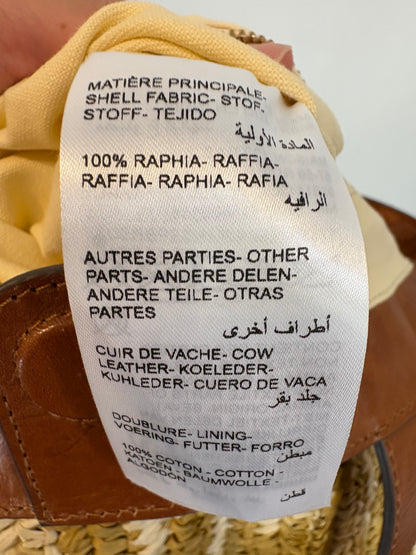 MATIÈRE PRINCIPALE-
SHELL FABRIC- STOF-
STOFF- TEJIDO
المادة الأولية
100% RAPHIA- RAFFIA-
RAFFIA- RAPHIA- RAFIA
الرافيه
AUTRES PARTIES- OTHER
PARTS- ANDERE DELEN-
ANDERE TEILE- OTRAS
PARTES
أطراف أخرى
CUIR DE VACHE- COW
LEATHER- KOELEDER-
KUHLEDER- CUERO DE VACA
جلد بقر
DOUBLURE- LINING-
VOERING- FUTTER- FORRO
مبطن
100% COTON - COTTON -
KATOEN - BAUMWOLLE -
ALGODÓN
قطن